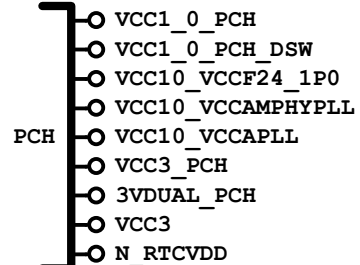 VCC1_0_PCH
VCC1_0_PCH_DSW
VCC10_VCCF24_1P0
VCC10_VCCAMPHYPLL
PCH VCC10_VCCAPLL
VCC3_PCH
3VDUAL_PCH
VCC3
N_RTCVDD